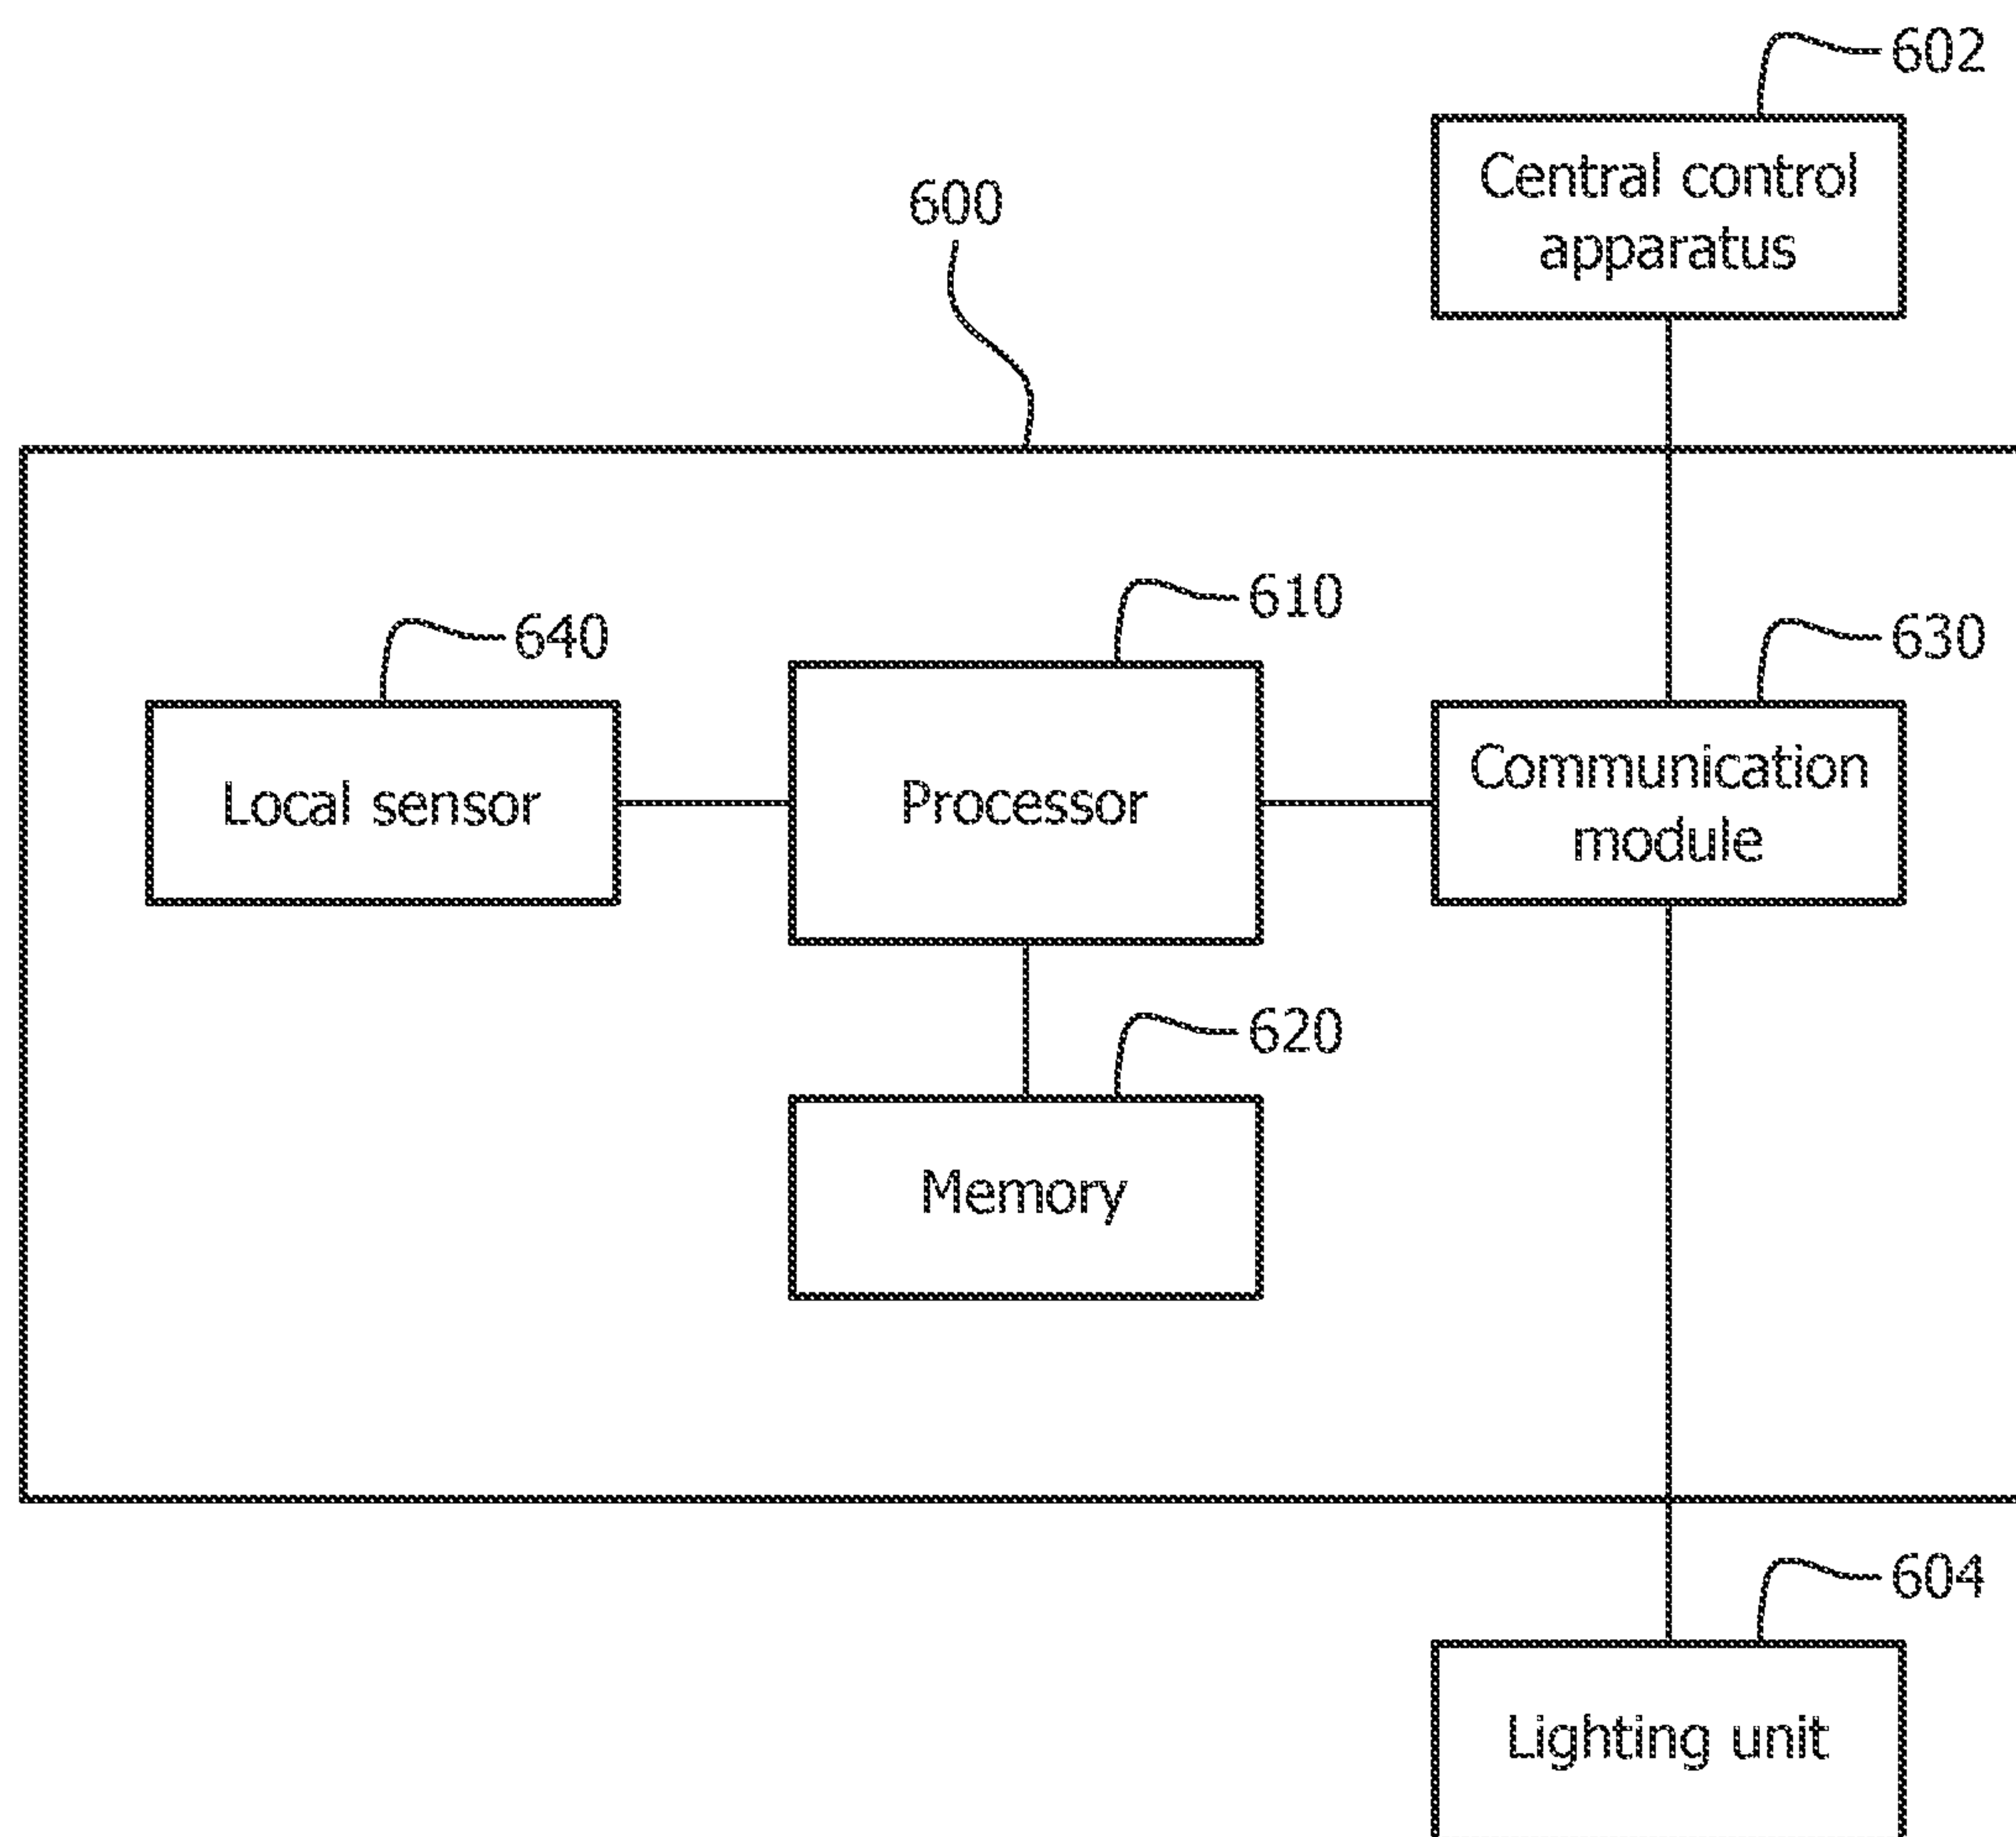 602
Central control
apparatus
600
610
640
630
Local sensor
Processor
Communication
module
620
Memory
604
Lighting unit